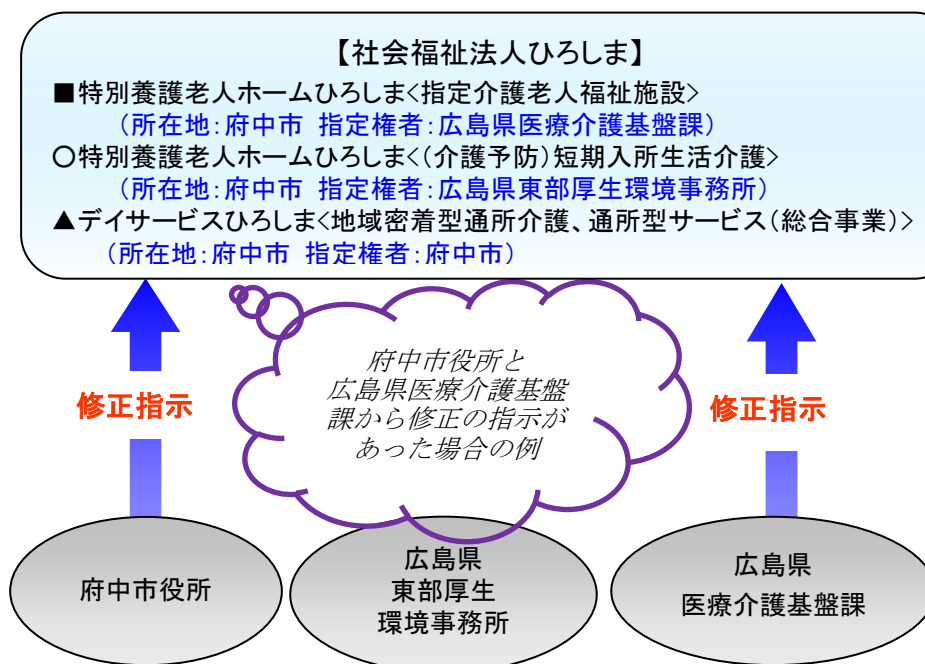 【社会福祉法人ひろしま】
■特別養護老人ホームひろしま<指定介護老人福祉施設>
(所在地:府中市 指定権者:広島県医療介護基盤課)
○特別養護老人ホームひろしま<(介護予防)短期入所生活介護>
(所在地:府中市 指定権者:広島県東部厚生環境事務所)
▲デイサービスひろしま<地域密着型通所介護、通所型サービス(総合事業)>
(所在地:府中市 指定権者:府中市)
府中市役所と
広島県医療介護基盤
課から修正の指示が
あった場合の例
修正指示
修正指示
府中市役所
広島県
東部厚生
環境事務所
広島県
医療介護基盤課